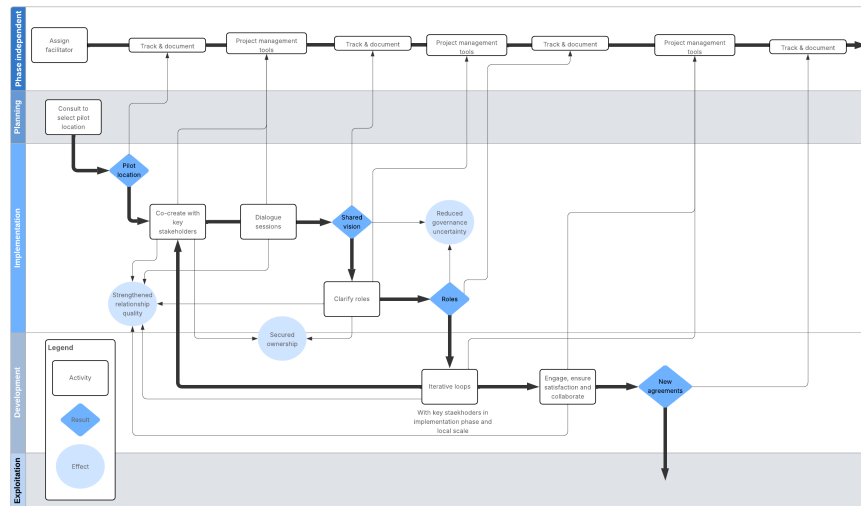 Phase independent
Assign
facilitator
Track & document
Project management
tools
Track & document
Project management
tools
Track & document
Project management
tools
Track & document
Planning
Consult to
select pilot
location
Implementation
Pilot
location
Co-create with
key
stakeholders
Dialogue
sessions
Shared
vision
Reduced
governance
uncertainty
Strengthened
relationship
quality
Clarify roles
Roles
Secured
ownership
Development
Legend
Activity
Result
Effect
Iterative loops
With key staekhoders in
implementation phase and
local scale
Engage, ensure
satisfaction and
collaborate
New
agreements
Exploitation